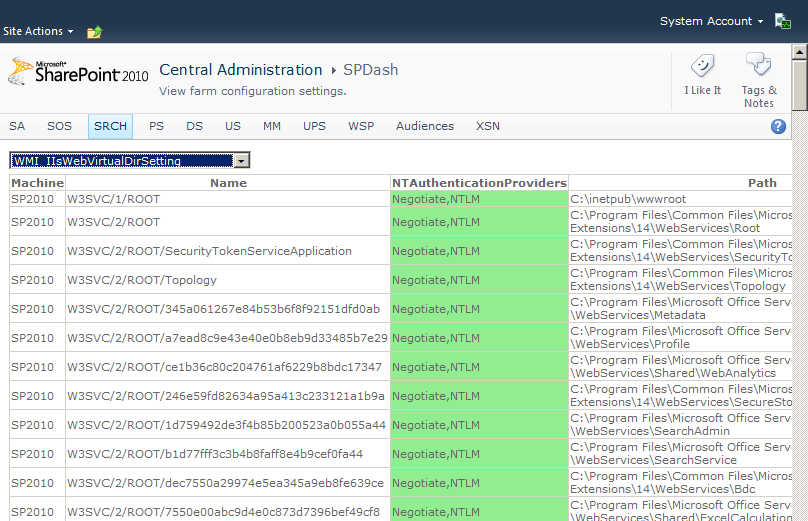 System Account
Site Actions
Microsoft®
SharePoint 2010
Central Administration SPDash
View farm configuration settings.
I Like It
Tags &
Notes
SA SOS SRCH PS DS US MM UPS WSP Audiences XSN
WMI_IIsWebVirtualDirSetting
Machine Name NTAuthenticationProviders Path
SP2010 W3SVC/1/ROOT Negotiate,NTLM C:\inetpub\wwwroot
SP2010 W3SVC/2/ROOT Negotiate,NTLM C:\Program Files\Common Files\Micros
Extensions\14\WebServices\Root
SP2010 W3SVC/2/ROOT/SecurityTokenServiceApplication Negotiate,NTLM C:\Program Files\Common Files\Micros
Extensions\14\WebServices\SecurityTo
SP2010 W3SVC/2/ROOT/Topology Negotiate,NTLM C:\Program Files\Common Files\Micros
Extensions\14\WebServices\Topology
SP2010 W3SVC/2/ROOT/345a061267e84b53b6f8f92151dfd0ab Negotiate,NTLM C:\Program Files\Microsoft Office Serve
\WebServices\Metadata
SP2010 W3SVC/2/ROOT/a7ead8c9e43e40e0b8eb9d33485b7e29 Negotiate,NTLM C:\Program Files\Microsoft Office Serve
\WebServices\Profile
SP2010 W3SVC/2/ROOT/ce1b36c80c204761af6229b8bdc17347 Negotiate,NTLM C:\Program Files\Microsoft Office Serve
\WebServices\Shared\WebAnalytics
SP2010 W3SVC/2/ROOT/246e59fd82634a95a413c233121a1b9a Negotiate,NTLM C:\Program Files\Common Files\Micros
Extensions\14\WebServices\SecureSto
SP2010 W3SVC/2/ROOT/1d759492de3f4b85b200523a0b055a44 Negotiate,NTLM C:\Program Files\Microsoft Office Serve
\WebServices\SearchAdmin
SP2010 W3SVC/2/ROOT/b1d77fff3c3b4b8faff8e4b9cef0fa44 Negotiate,NTLM C:\Program Files\Microsoft Office Serve
\WebServices\SearchService
SP2010 W3SVC/2/ROOT/dec7550a29974e5ea345a9eb8fe639ce Negotiate,NTLM C:\Program Files\Common Files\Micros
Extensions\14\WebServices\Bdc
SP2010 W3SVC/2/ROOT/7550e00abc9d4e0c873d7396bef49cf8 Negotiate,NTLM C:\Program Files\Microsoft Office Serve
\WebServices\Shared\ExcelCalculation